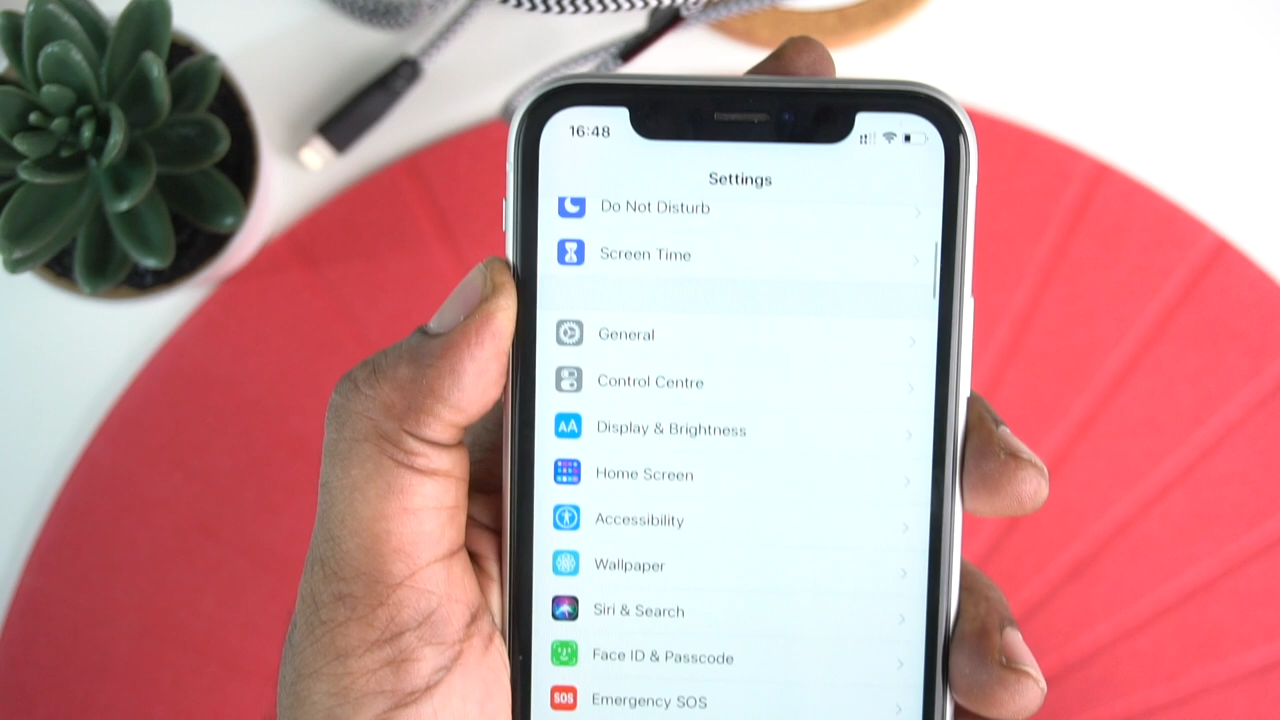 16:48
Settings
Do Not Disturb
Screen Time
General
Control Centre
AA Display & Brightness
Home Screen
Accessibility
Wallpaper
Siri & Search
Face ID & Passcode
SOS Emergency SOS